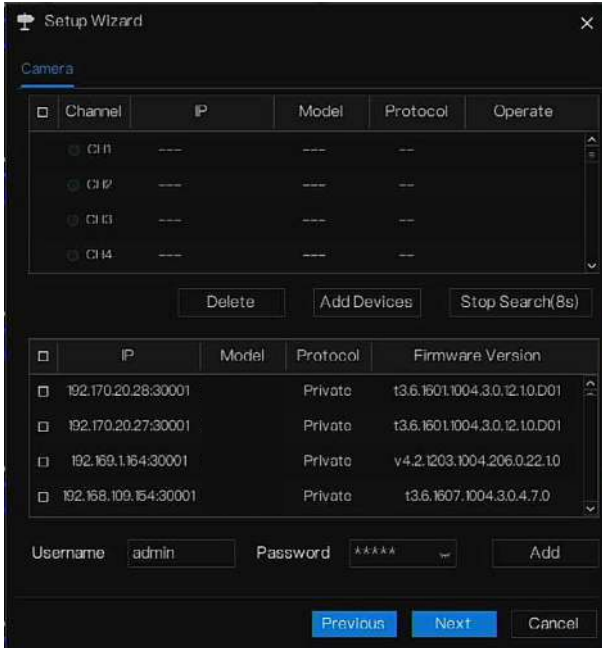 Setup Wizard
Camera
Channel IP Model Protocol Operate
CH1 --- --- --
CH2 --- --- --
CH3 --- --- --
CH4 --- --- --
Delete Add Devices Stop Search(8s)
IP Model Protocol Firmware Version
192.170.20.28:30001 Private t3.6.1601.1004.3.0.12.1.0.D01
192.170.20.27:30001 Private t3.6.1601.1004.3.0.12.1.0.D01
192.169.1.164:30001 Private v4.2.1203.1004.206.0.22.1.0
192.168.109.154:30001 Private t3.6.1607.1004.3.0.4.7.0
Username admin Password ***** Add
Previous Next Cancel